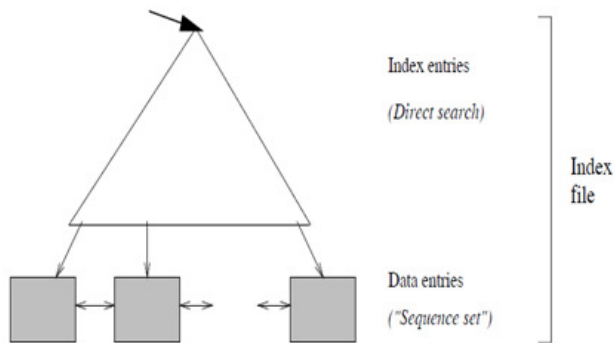 Index entries
(Direct search)
Index
file
Data entries
("Sequence set")